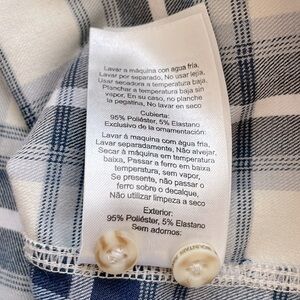 Lavar a máquina con agua fria,
Lavar por separado, No usar lejia,
Usar secadora a temperatura baja,
Planchar a temperatura baja sin
vapor, En su caso, no planche
la pegatina, No lavar en seco
Cubierta:
95% Poliéster, 5% Elastano
Exclusivo de la ornamentación:
Lavar à máquina com água fria,
Lavar separadamente, Não alvejar,
Secar à máquina em temperatura
baixa, Passar a ferro em baixa
temperatura, sem vapor,
Se presente, não passar o
ferro sobre o decalque,
Não utilizar limpeza a seco
Exterior:
95% Poliéster, 5% Elastano
Sem adornos: